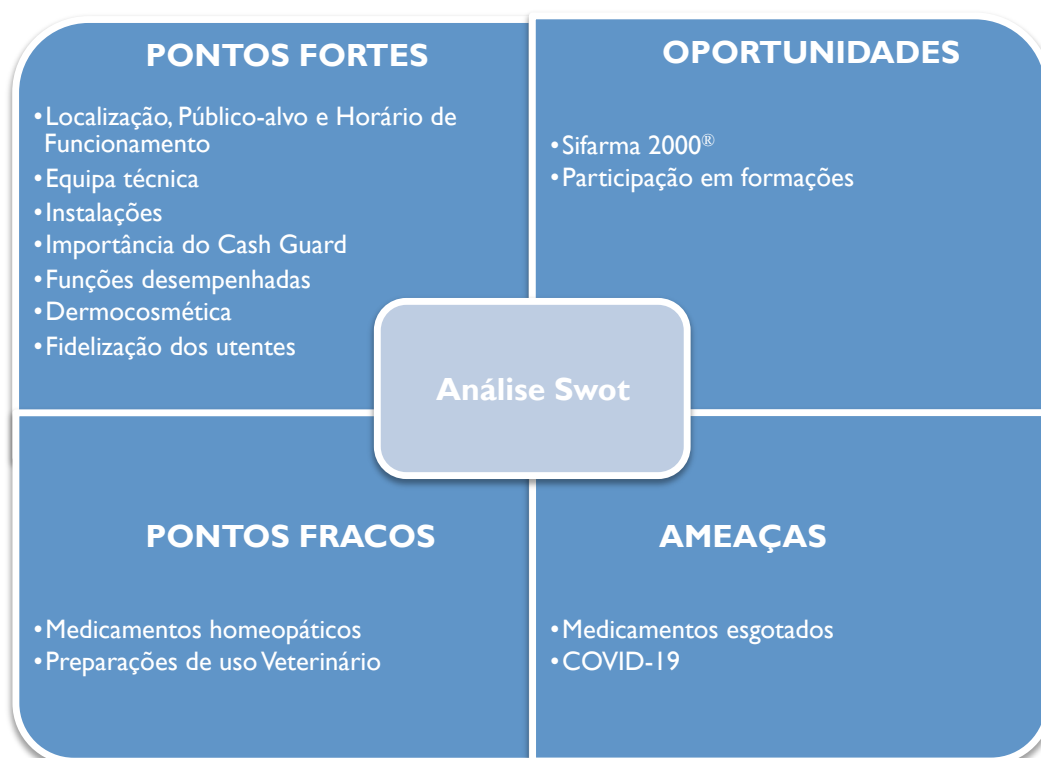 PONTOS FORTES
•Localização, Público-alvo e Horário de
Funcionamento
•Equipa técnica
•Instalações
•Importância do Cash Guard
•Funções desempenhadas
•Dermocosmética
•Fidelização dos utentes
OPORTUNIDADES
•Sifarma 2000®
•Participação em formações
Análise Swot
PONTOS FRACOS
•Medicamentos homeopáticos
•Preparações de uso Veterinário
AMEAÇAS
•Medicamentos esgotados
•COVID-19